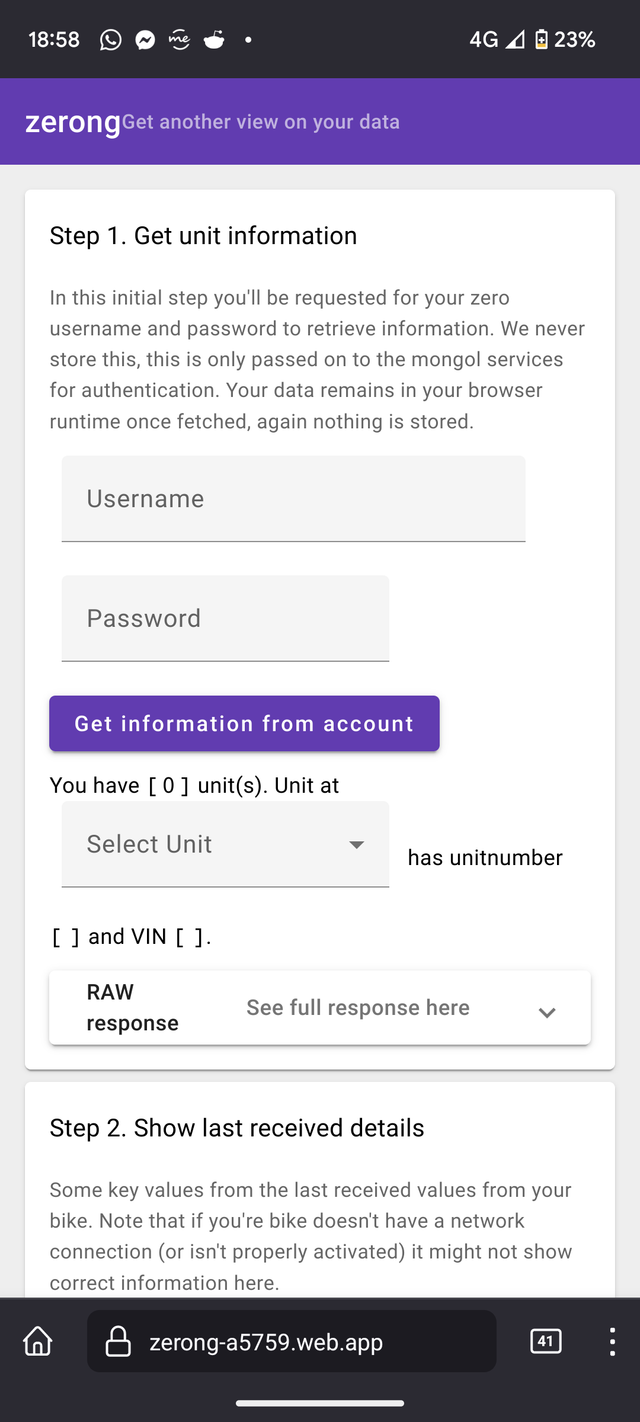 18:58 me 4G 23%
zerong Get another view on your data
Step 1. Get unit information
In this initial step you'll be requested for your zero
username and password to retrieve information. We never
store this, this is only passed on to the mongol services
for authentication. Your data remains in your browser
runtime once fetched, again nothing is stored.
Username
Password
Get information from account
You have [ 0 ] unit(s). Unit at
Select Unit
has unitnumber
[ ] and VIN [ ].
RAW
response
See full response here
Step 2. Show last received details
Some key values from the last received values from your
bike. Note that if you're bike doesn't have a network
connection (or isn't properly activated) it might not show
correct information here.
zerong-a5759.web.app
41